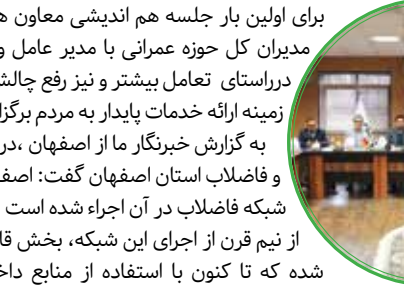 برای اولین بار جلسه هم اندیشی معاون ه
مدیران کل حوزه عمرانی با مدیر عامل و
درراستای تعامل بیشتر و نیز رفع چالش
زمینه ارائه خدمات پایدار به مردم برگزا
به گزارش خبرنگار ما از اصفهان ،در
و فاضلاب استان اصفهان گفت: اصف
شبکه فاضلاب در آن اجراء شده است
از نیم قرن از اجرای این شبکه، بخش قا
شده که تا کنون با استفاده از منابع داخ